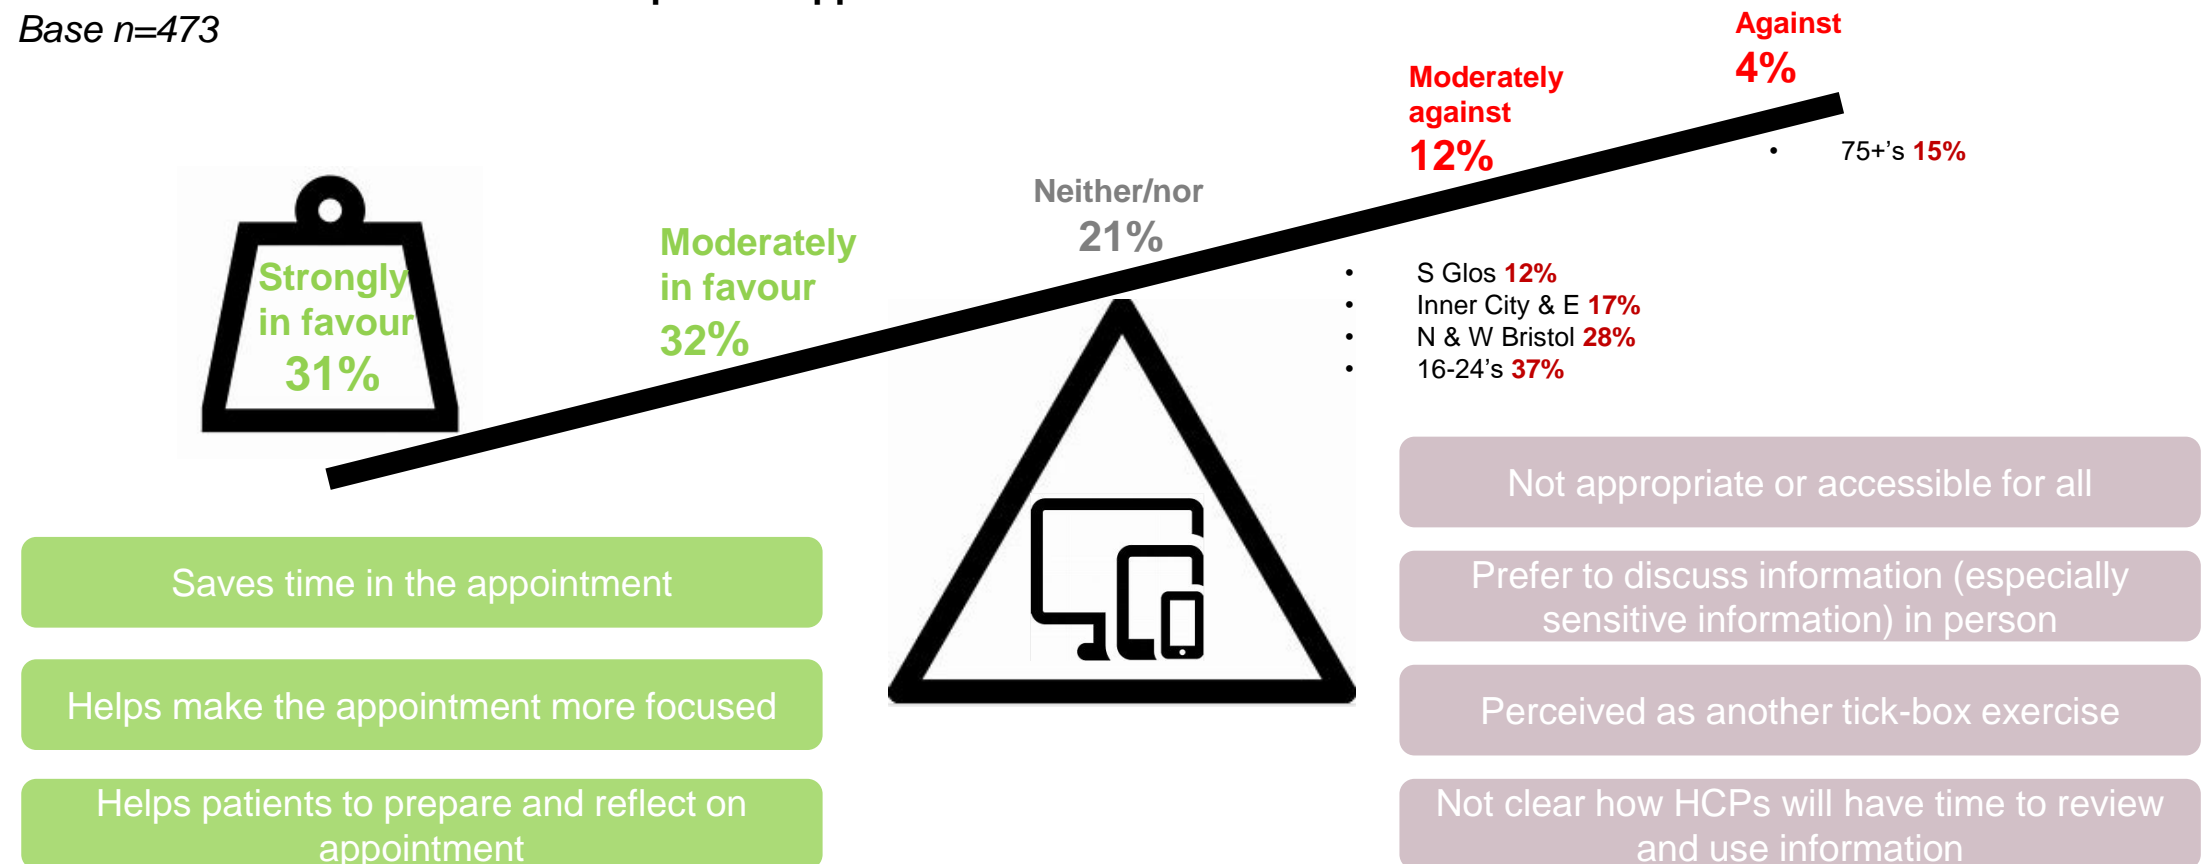 Base n=473
Against
4%
Moderately
against
12%
• 75+’s 15%
Neither/nor
21%
Moderately
in favour
32%
Strongly
in favour
31%
• S Glos 12%
• Inner City & E 17%
• N & W Bristol 28%
• 16-24’s 37%
Saves time in the appointment
Helps make the appointment more focused
Helps patients to prepare and reflect on
appointment
Not appropriate or accessible for all
Prefer to discuss information (especially
sensitive information) in person
Perceived as another tick-box exercise
Not clear how HCPs will have time to review
and use information